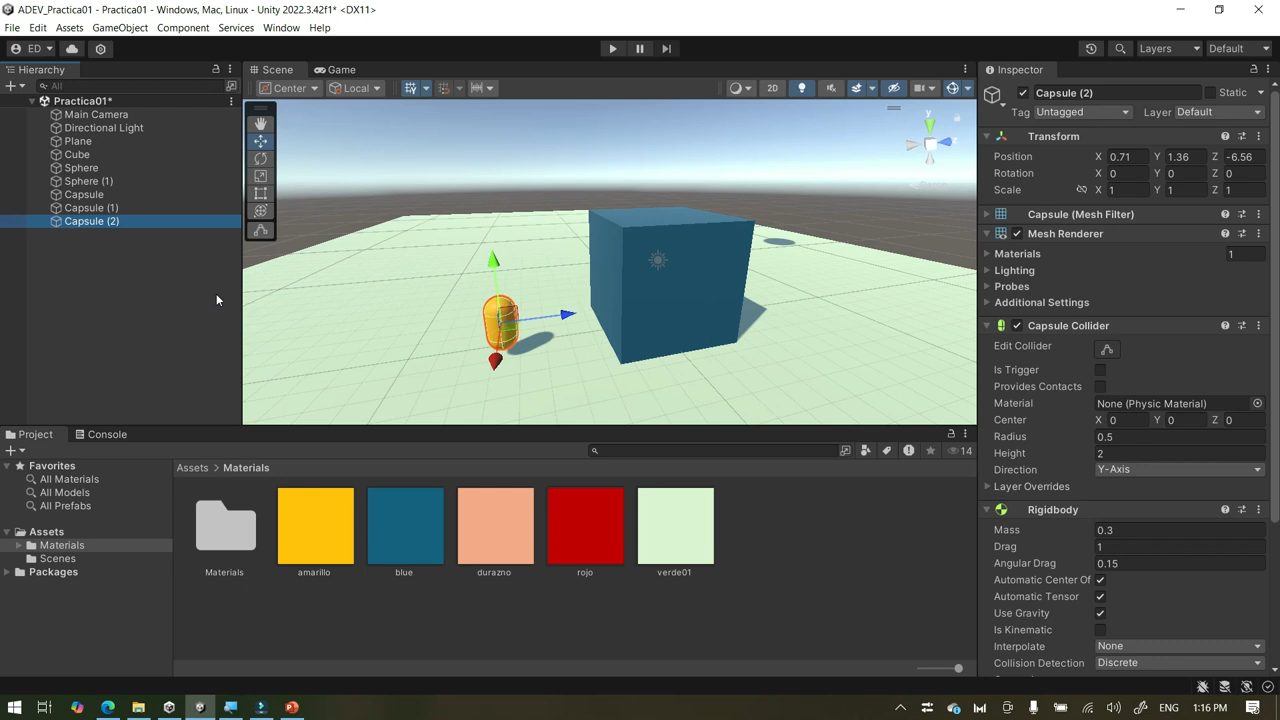 ADEV_Practica01 - Practica01 - Windows, Mac, Linux - Unity 2022.3.42f1* <DX11>
File Edit Assets GameObject Component Services Window Help
ED Layers Default
Hierarchy
All
Practica01*
Main Camera
Directional Light
Plane
Cube
Sphere
Sphere (1)
Capsule
Capsule (1)
Capsule (2)
Scene Game
Center Local 2D
y
z
Inspector
Capsule (2) Static
Tag Untagged Layer Default
Transform
Position X 0.71 Y 1.36 Z -6.56
Rotation X 0 Y 0 Z 0
Scale X 1 Y 1 Z 1
Capsule (Mesh Filter)
Mesh Renderer
Materials 1
Lighting
Probes
Additional Settings
Capsule Collider
Edit Collider
Is Trigger
Provides Contacts
Material None (Physic Material)
Center X 0 Y 0 Z 0
Radius 0.5
Height 2
Direction Y-Axis
Layer Overrides
Rigidbody
Mass 0.3
Drag 1
Angular Drag 0.15
Automatic Center Of
Automatic Tensor
Use Gravity
Is Kinematic
Interpolate None
Collision Detection Discrete
Project Console
14
Favorites
All Materials
All Models
All Prefabs
Assets
Materials
Scenes
Packages
Assets > Materials
Materials amarillo blue durazno rojo verde01
ENG 1:16 PM